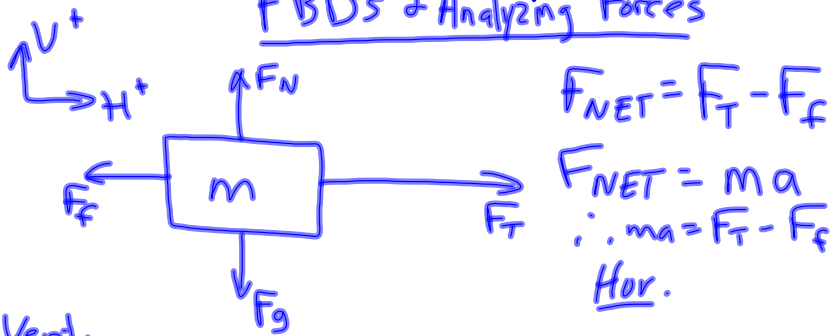 FBDs & Analyzing Forces
V+
H+
FN
Ff
m
FT
Fg
FNET = FT - Ff
FNET = ma
∴ ma = FT - Ff
Hor.
Vert.